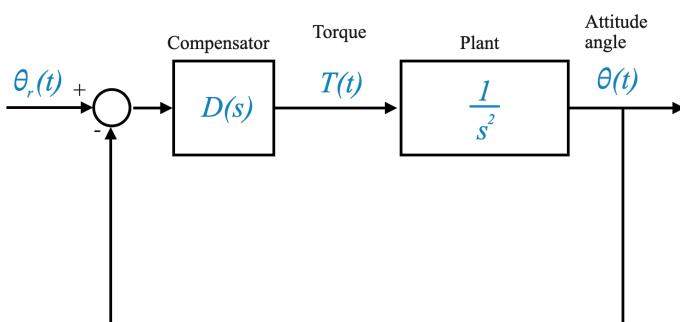 Compensator
Torque
Plant
Attitude
angle
θᵣ(t)
+
-
D(s)
T(t)
1
s²
θ(t)